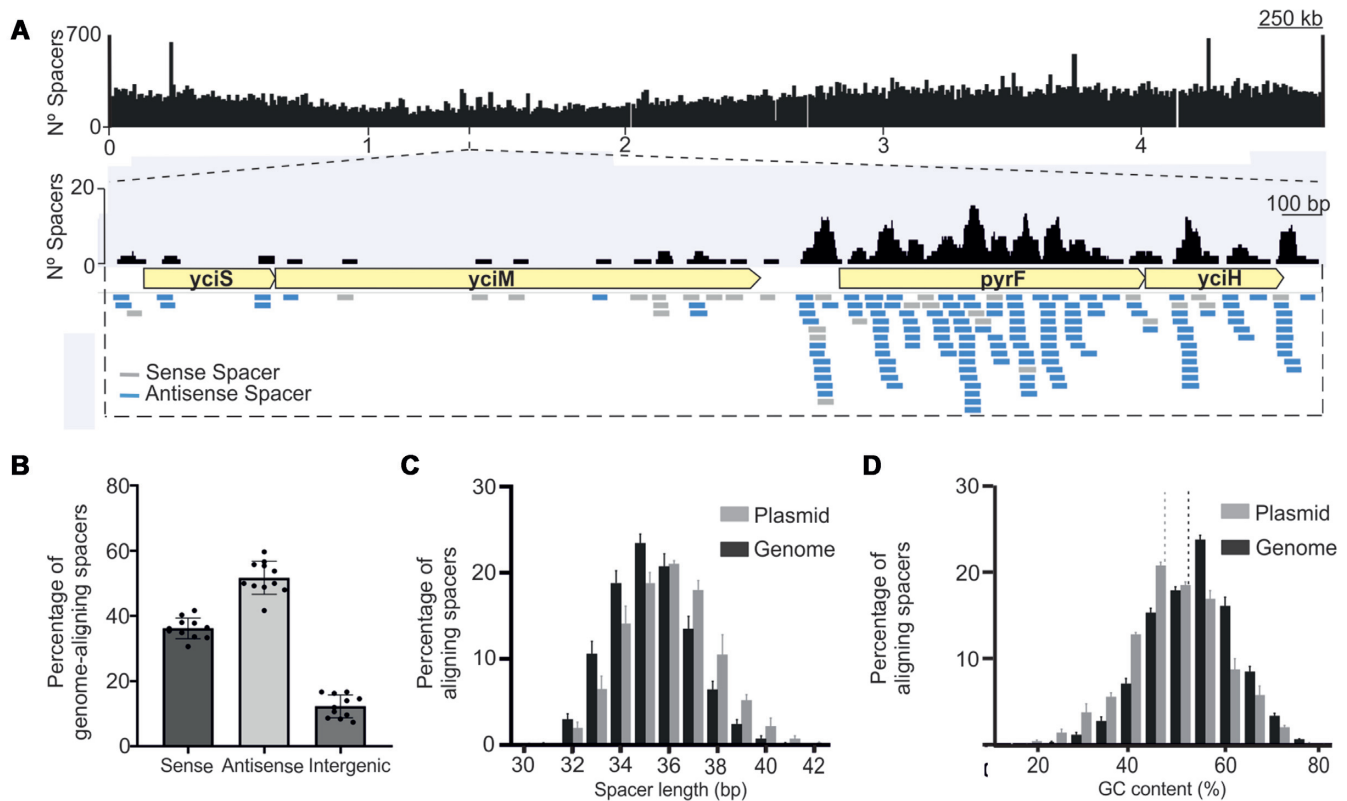 A
Nº Spacers
700
0
250 kb
0 1 2 3 4
Nº Spacers
20
0
100 bp
yciS yciM pyrF yciH
Sense Spacer
Antisense Spacer
B
Percentage of
genome-aligning spacers
80
60
40
20
0
Sense Antisense Intergenic
C
Percentage of
aligning spacers
30
20
10
0
Plasmid
Genome
30 32 34 36 38 40 42
Spacer length (bp)
D
Percentage of
aligning spacers
30
20
10
Plasmid
Genome
20 40 60 80
GC content (%)